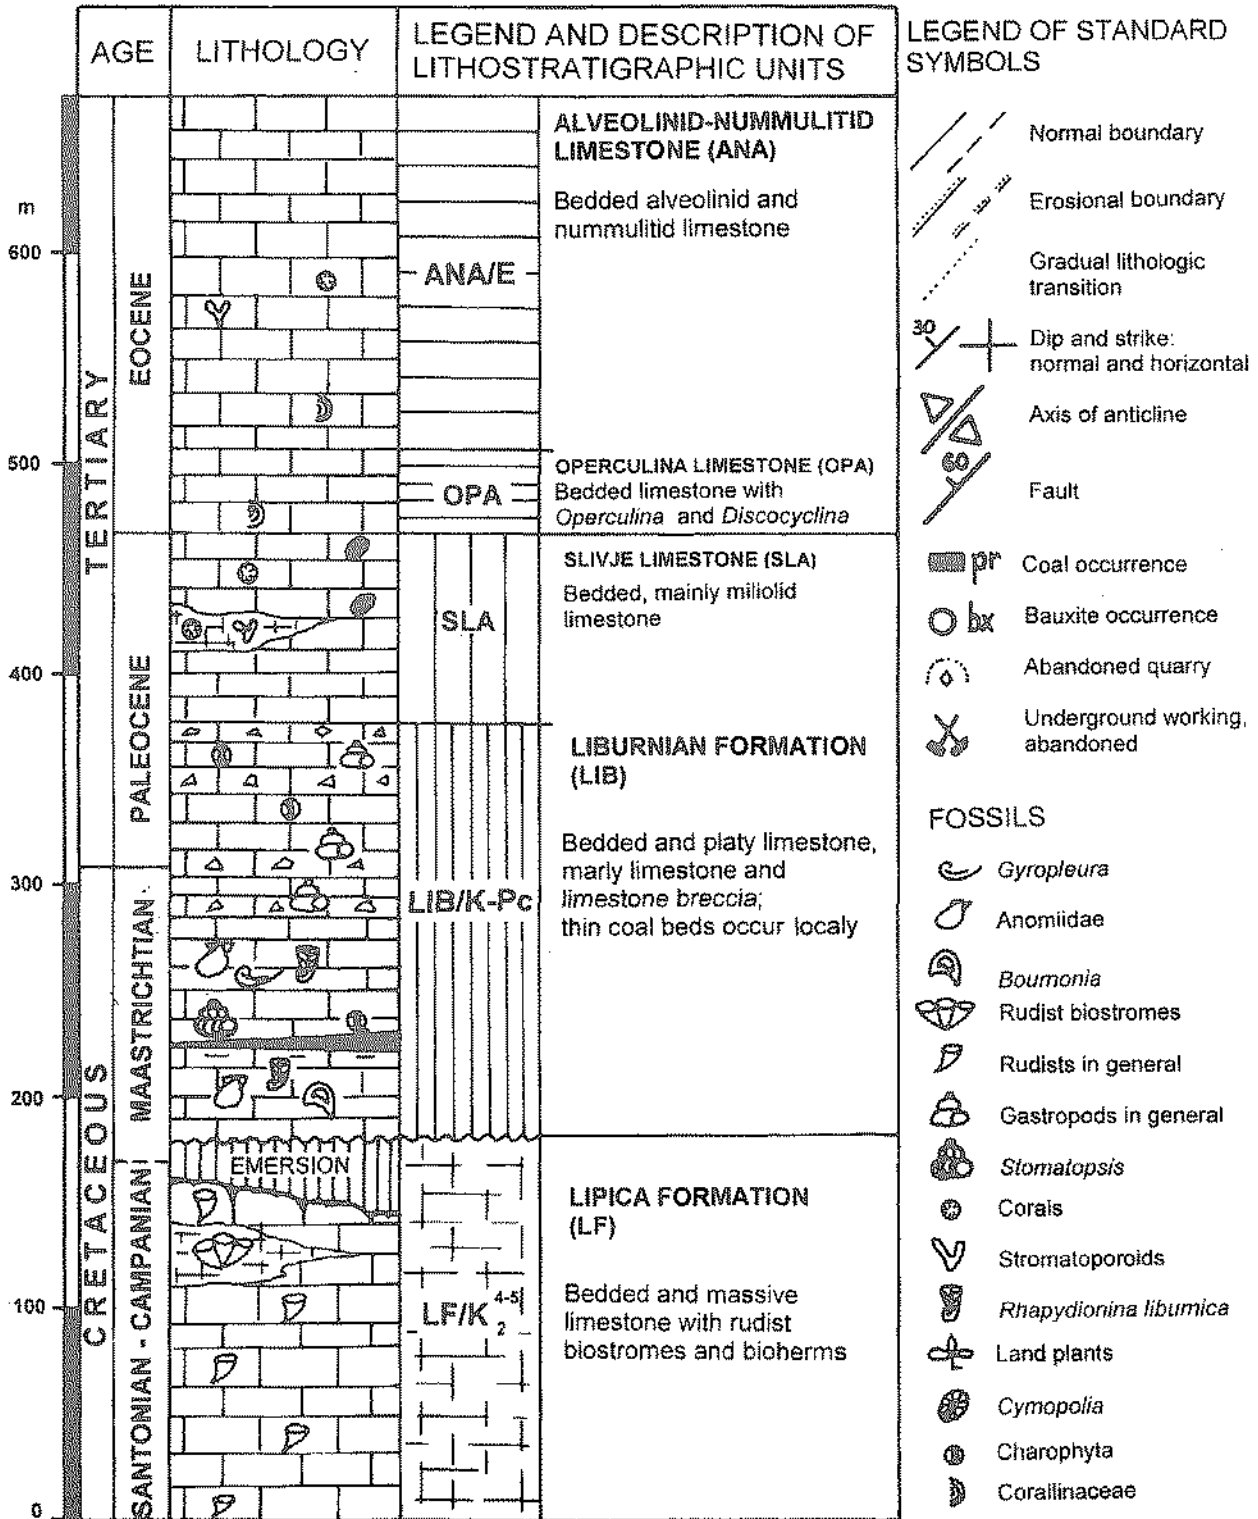 AGE
LITHOLOGY
LEGEND AND DESCRIPTION OF
LITHOSTRATIGRAPHIC UNITS
LEGEND OF STANDARD
SYMBOLS
m
600
500
400
300
200
100
0
TERTIARY
CRETACEOUS
EOCENE
PALEOCENE
MAASTRICHTIAN
SANTONIAN - CAMPANIAN
EMERSION
ANA/E
OPA
SLA
LIB/K-Pc
LF/K 4-5 2
ALVEOLINID-NUMMULITID
LIMESTONE (ANA)
Bedded alveolinid and
nummulitid limestone
OPERCULINA LIMESTONE (OPA)
Bedded limestone with
Operculina and Discocyclina
SLIVJE LIMESTONE (SLA)
Bedded, mainly miliolid
limestone
LIBURNIAN FORMATION
(LIB)
Bedded and platy limestone,
marly limestone and
limestone breccia;
thin coal beds occur localy
LIPICA FORMATION
(LF)
Bedded and massive
limestone with rudist
biostromes and bioherms
Normal boundary
Erosional boundary
Gradual lithologic
transition
30
Dip and strike:
normal and horizontal
Axis of anticline
60
Fault
pr Coal occurrence
bx Bauxite occurrence
Abandoned quarry
Underground working,
abandoned
FOSSILS
Gyropleura
Anomiidae
Bournonia
Rudist biostromes
Rudists in general
Gastropods in general
Stomatopsis
Corals
Stromatoporoids
Rhapydionina liburnica
Land plants
Cymopolia
Charophyta
Corallinaceae